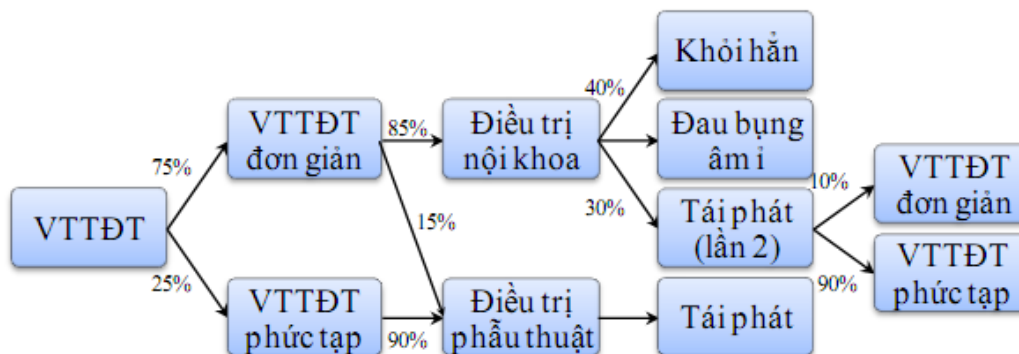 VTTĐT
75%
25%
VTTĐT
đơn giản
VTTĐT
phức tạp
85%
15%
90%
Điều trị
nội khoa
Điều trị
phẫu thuật
40%
30%
Khỏi hẳn
Đau bụng
âm ỉ
Tái phát
(lần 2)
Tái phát
10%
90%
VTTĐT
đơn giản
VTTĐT
phức tạp